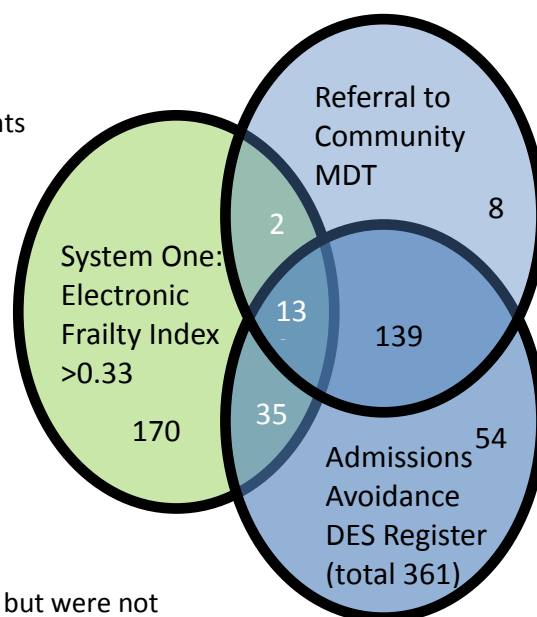 nts
Referral to
Community
MDT
8
2
System One:
Electronic
Frailty Index
>0.33
13
139
35
170
54
Admissions
Avoidance
DES Register
(total 361)
but were not